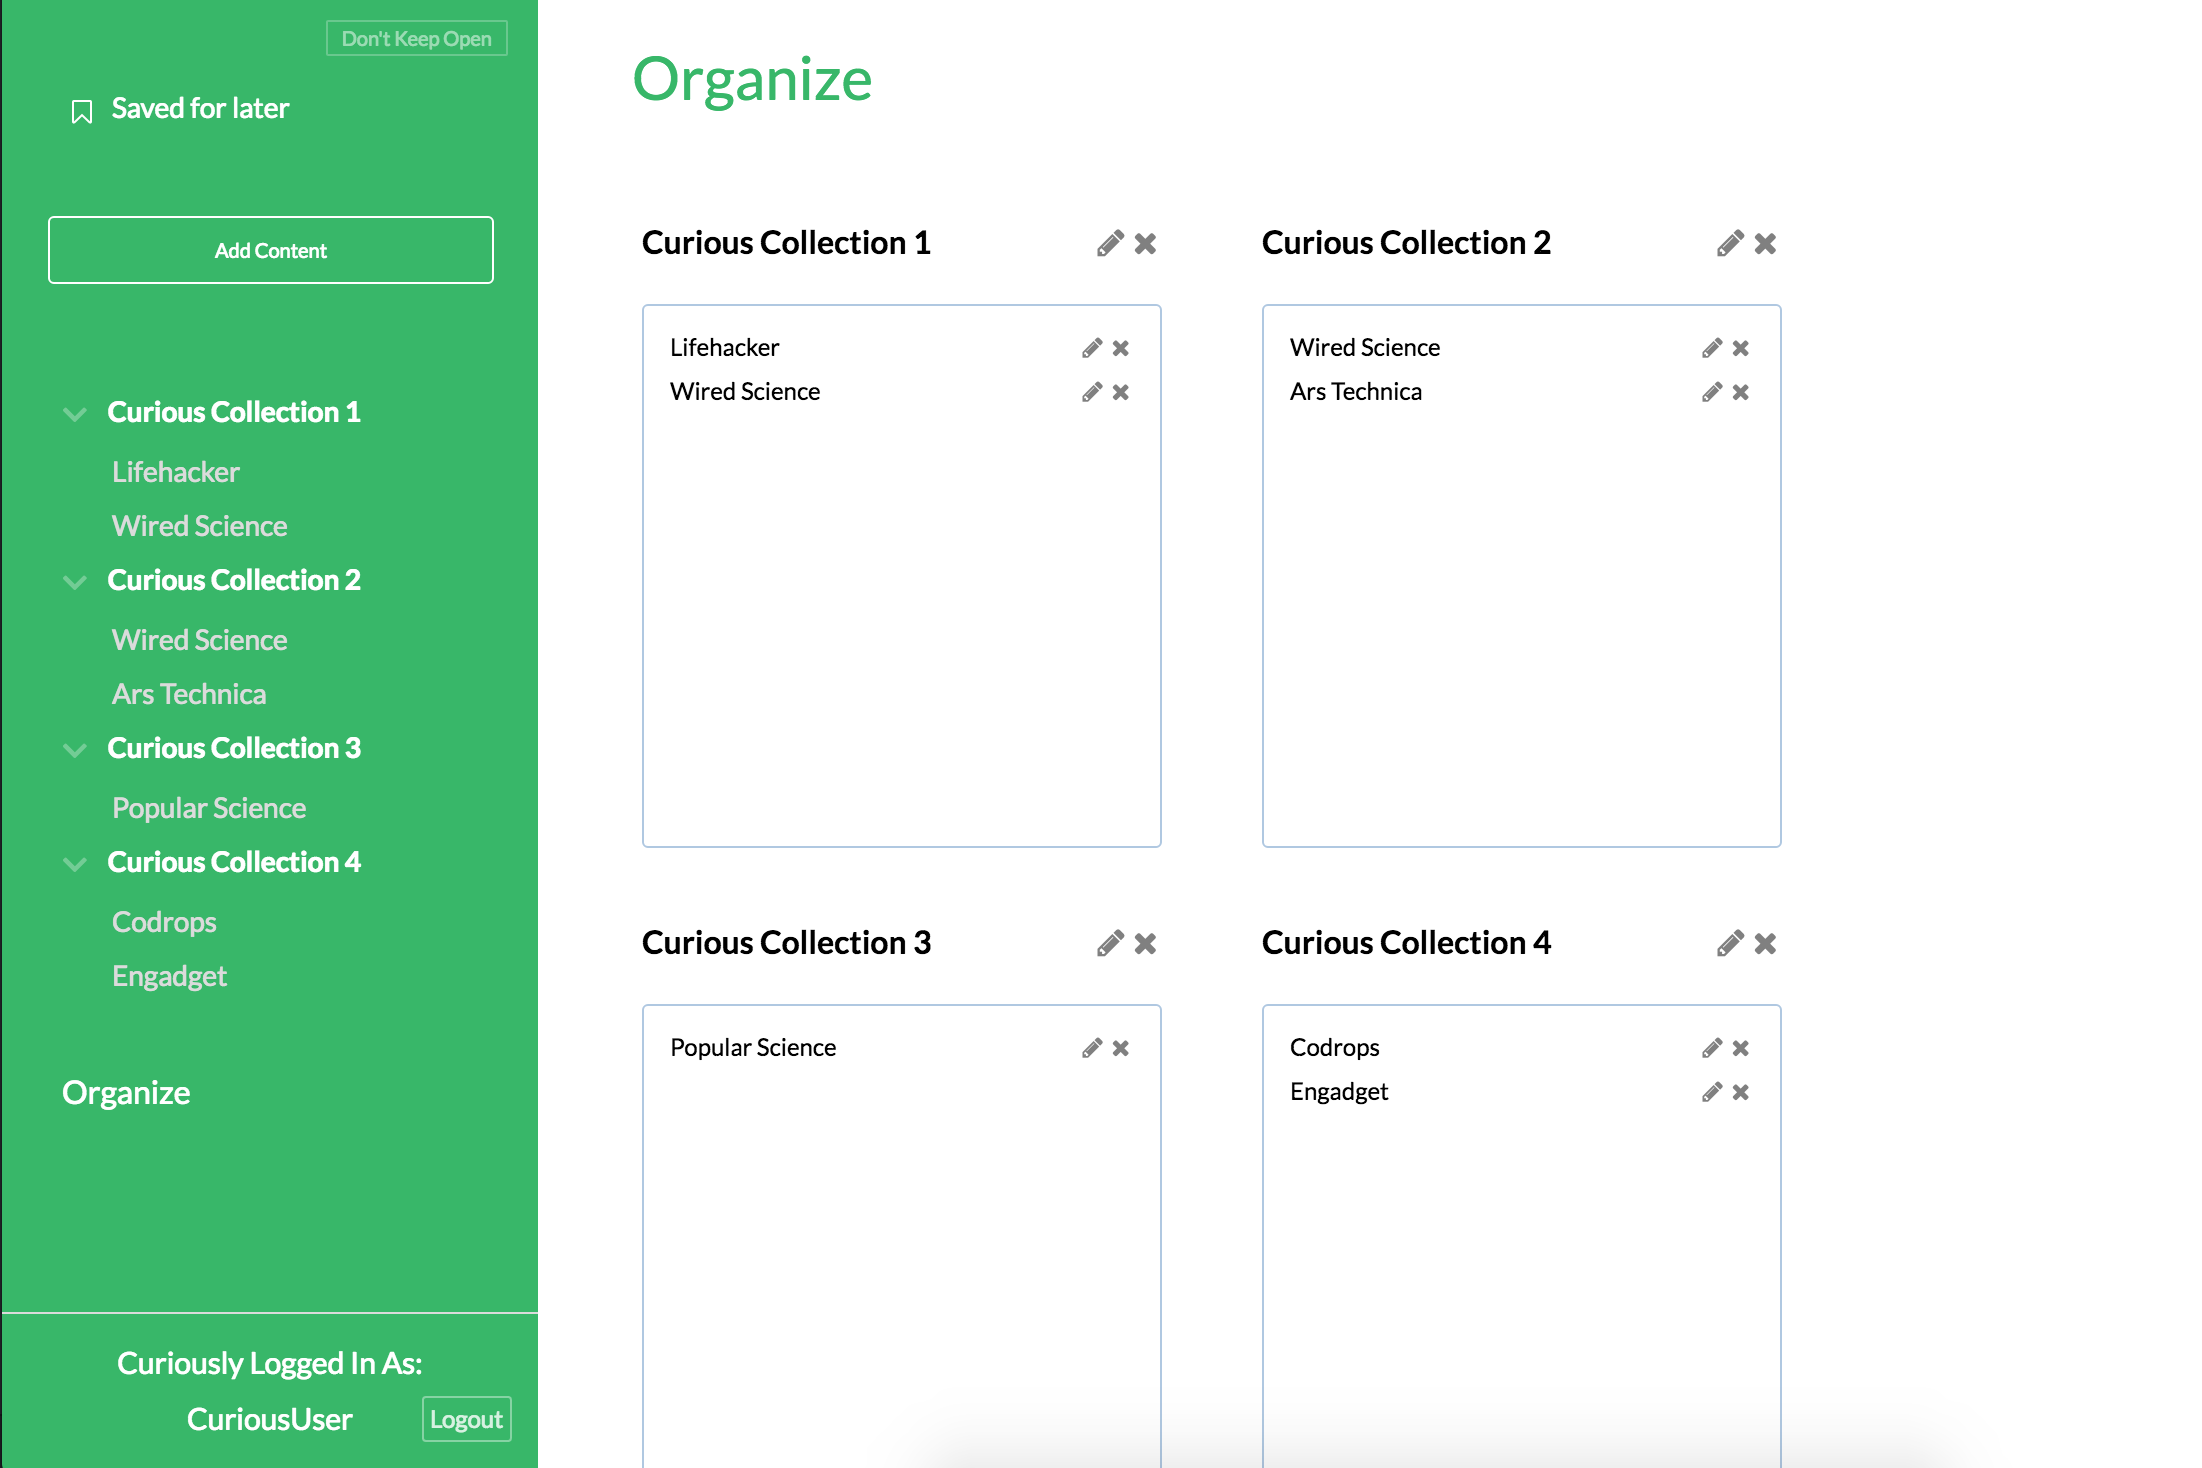 Don't Keep Open
Saved for later
Add Content
Curious Collection 1
Lifehacker
Wired Science
Curious Collection 2
Wired Science
Ars Technica
Curious Collection 3
Popular Science
Curious Collection 4
Codrops
Engadget
Organize
Curiously Logged In As:
CuriousUser
Logout
Organize
Curious Collection 1
Lifehacker
Wired Science
Curious Collection 2
Wired Science
Ars Technica
Curious Collection 3
Popular Science
Curious Collection 4
Codrops
Engadget